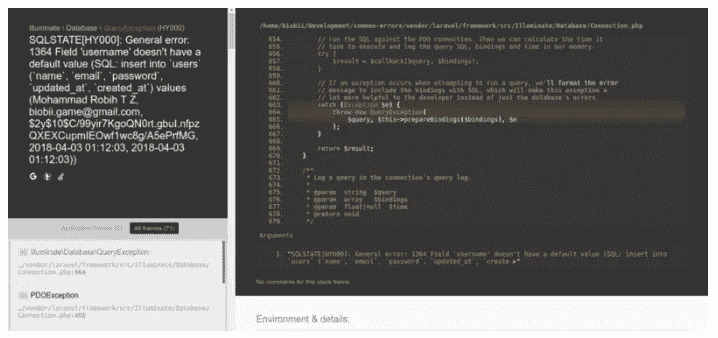 Illuminate \ Database \ QueryException (HY000)
SQLSTATE[HY000]: General error:
1364 Field 'username' doesn't have a
default value (SQL: insert into `users`
(`name`, `email`, `password`,
`updated_at`, `created_at`) values
(Mohammad Robih T Z,
biobii.game@gmail.com,
2018-04-03 01:12:03, 2018-04-03
01:12:03))
Application frames (0) All frames (71)
Illuminate\Database\QueryException
…/vendor/laravel/framework/src/Illuminate/Database/
Connection.php:664
PDOException
…/vendor/laravel/framework/src/Illuminate/Database/
Connection.php:458
/home/biobii/Development/common-errors/vendor/laravel/framework/src/Illuminate/Database/Connection.php
654. // run the SQL against the PDO connection. Then we can calculate the time it
655. // took to execute and log the query SQL, bindings and time in our memory.
656. try {
657. $result = $callback($query, $bindings);
658. }
659.
660. // If an exception occurs when attempting to run a query, we'll format the error
661. // message to include the bindings with SQL, which will make this exception a
662. // lot more helpful to the developer instead of just the database's errors.
663. catch (Exception $e) {
664. throw new QueryException(
665. $query, $this->prepareBindings($bindings), $e
666. );
667. }
668.
669. return $result;
670. }
671.
672. /**
673. * Log a query in the connection's query log.
674. *
675. * @param string $query
676. * @param array $bindings
677. * @param float|null $time
678. * @return void
679. */
Arguments
1. "SQLSTATE[HY000]: General error: 1364 Field 'username' doesn't have a default value (SQL: insert into
`users` (`name`, `email`, `password`, `updated_at`, `create ▶"
No comments for this stack frame.
Environment & details: